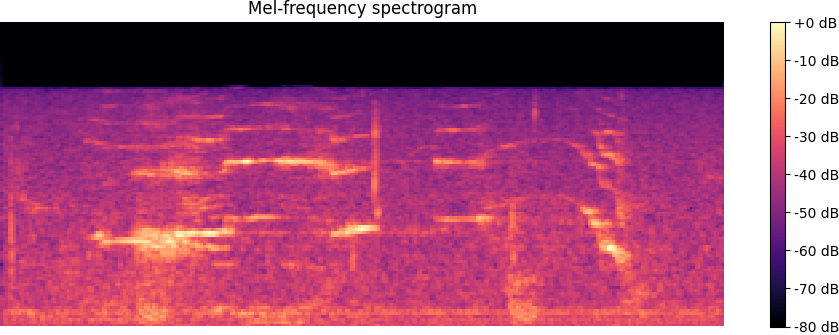 Mel-frequency spectrogram
+0 dB
-10 dB
-20 dB
-30 dB
-40 dB
-50 dB
-60 dB
-70 dB
-80 dB